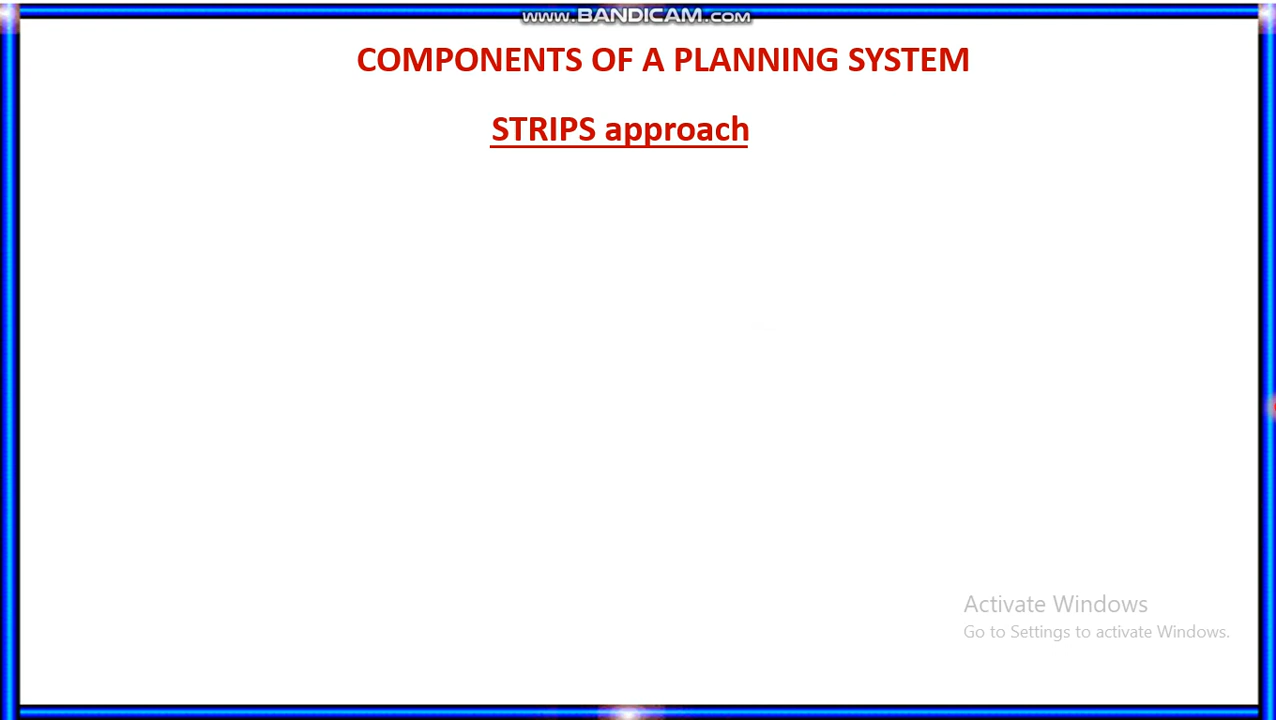 WWW.BANDICAM.COM
COMPONENTS OF A PLANNING SYSTEM
STRIPS approach
Activate Windows
Go to Settings to activate Windows.